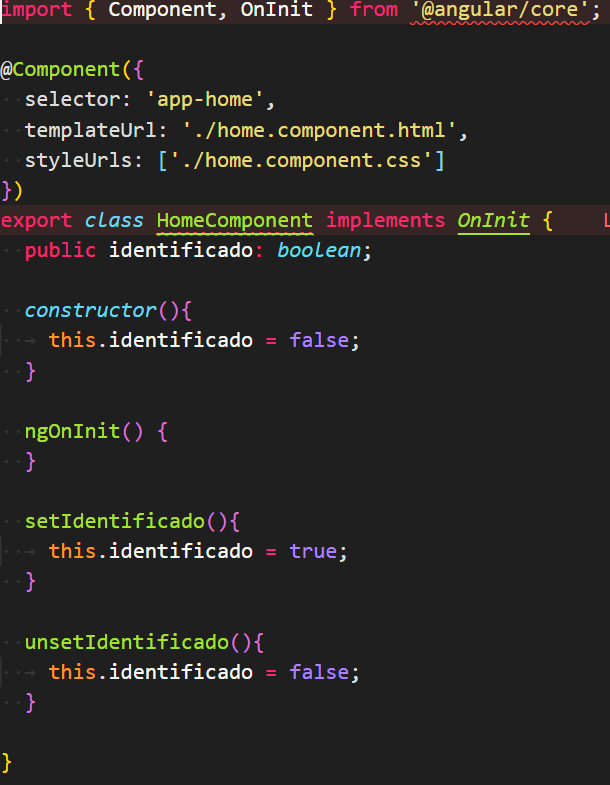 import { Component, OnInit } from '@angular/core';
@Component({
selector: 'app-home',
templateUrl: './home.component.html',
styleUrls: ['./home.component.css']
})
export class HomeComponent implements OnInit {
public identificado: boolean;
constructor(){
this.identificado = false;
}
ngOnInit() {
}
setIdentificado(){
this.identificado = true;
}
unsetIdentificado(){
this.identificado = false;
}
}